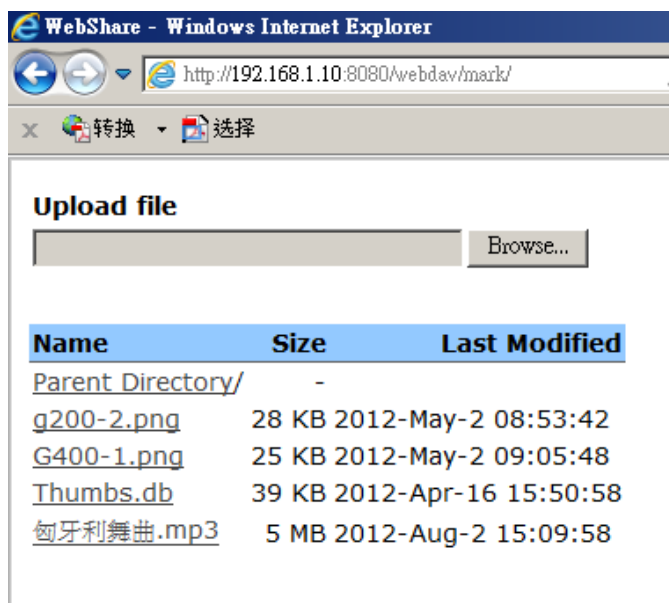 WebShare - Windows Internet Explorer
http://192.168.1.10:8080/webdav/mark/
x 转换 选择
Upload file
Browse...
Name Size Last Modified
Parent Directory/ -
g200-2.png 28 KB 2012-May-2 08:53:42
G400-1.png 25 KB 2012-May-2 09:05:48
Thumbs.db 39 KB 2012-Apr-16 15:50:58
匈牙利舞曲.mp3 5 MB 2012-Aug-2 15:09:58